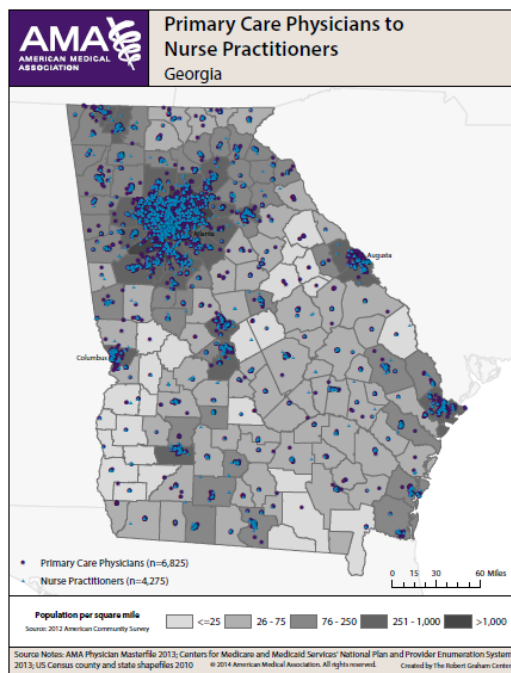 AMA
AMERICAN MEDICAL
ASSOCIATION
Primary Care Physicians to
Nurse Practitioners
Georgia
Atlanta
Augusta
Columbus
Primary Care Physicians (n=6,825)
Nurse Practitioners (n=4,275)
0 15 30 60 Miles
Population per square mile
Source: 2012 American Community Survey
<=25 26 - 75 76 - 250 251 - 1,000 >1,000
Source Notes: AMA Physician Masterfile 2013; Centers for Medicare and Medicaid Services' National Plan and Provider Enumeration System
2013; US Census county and state shapefiles 2010 © 2014 American Medical Association. All rights reserved. Created by The Robert Graham Center